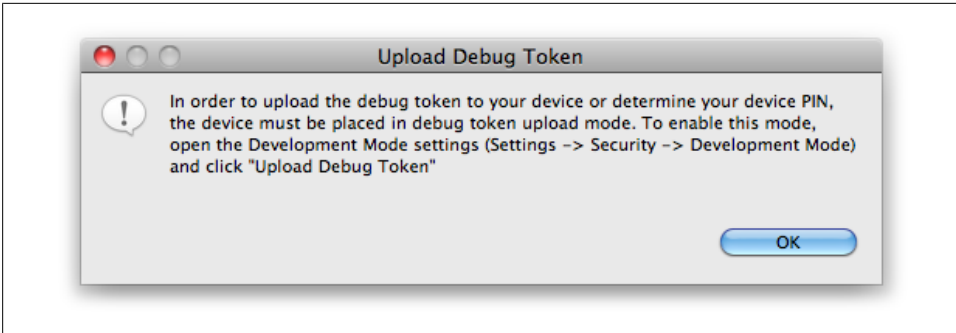 Upload Debug Token
In order to upload the debug token to your device or determine your device PIN,
the device must be placed in debug token upload mode. To enable this mode,
open the Development Mode settings (Settings -> Security -> Development Mode)
and click "Upload Debug Token"
OK